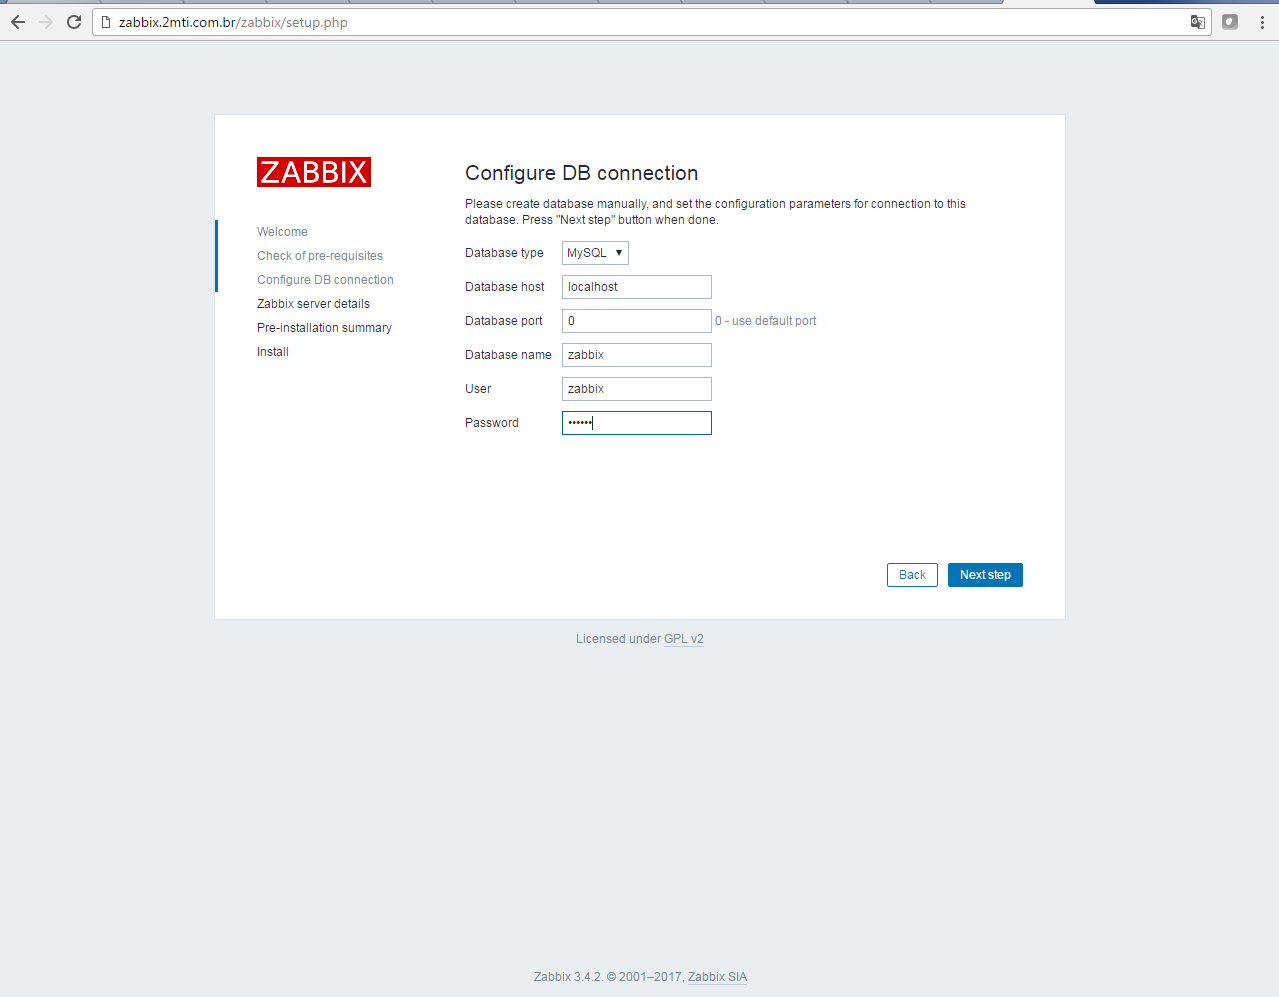 zabbix.2mti.com.br/zabbix/setup.php
ZABBIX
Welcome
Check of pre-requisites
Configure DB connection
Zabbix server details
Pre-installation summary
Install
Configure DB connection
Please create database manually, and set the configuration parameters for connection to this
database. Press "Next step" button when done.
Database type MySQL
Database host localhost
Database port 0 0 - use default port
Database name zabbix
User zabbix
Password ••••••
Back Next step
Licensed under GPL v2
Zabbix 3.4.2. © 2001–2017, Zabbix SIA